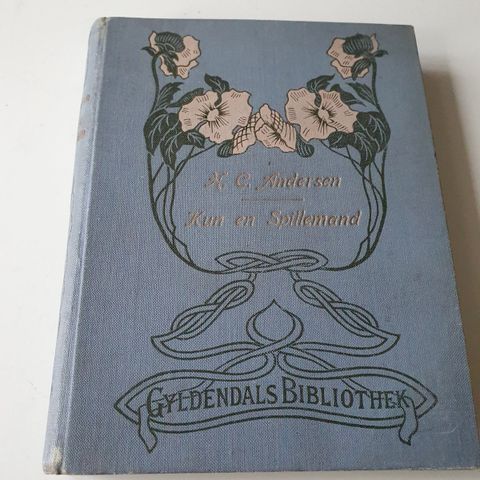 H. C. Andersen
Kun en Spillemand
GYLDENDALS BIBLIOTHEK